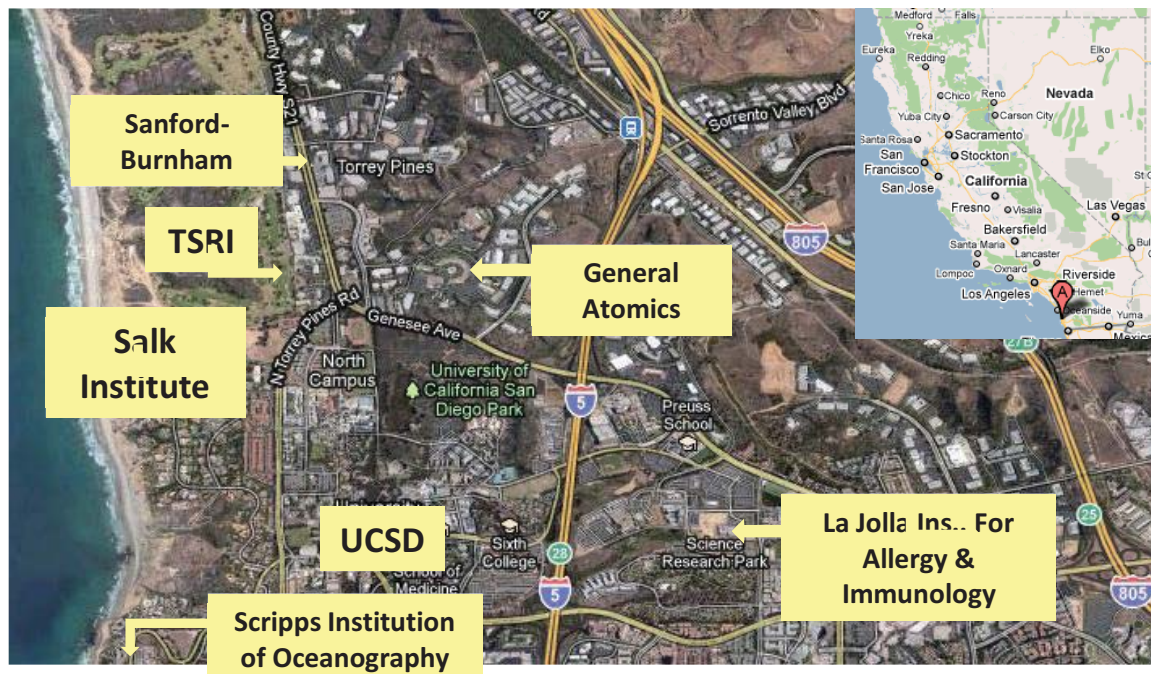 County Hwy S21
Rd
Sanford-
Burnham
Torrey Pines
Sorrento Valley Blvd
TSRI
805
General
Atomics
N Torrey Pines Rd
Genesee Ave
Salk
Institute
North
Campus
University of
California San
Diego Park
5
Preuss
School
27B
UCSD
Sixth
College
28
School of
Medicine
Science
Research Park
La Jolla Ins.. For
Allergy &
Immunology
25
5
805
Scripps Institution
of Oceanography
Medford
Falls
Yreka
Eureka
Redding
Elko
Chico
Reno
Nevada
Yuba City
Carson City
Santa Rosa
Sacramento
San
Francisco
Stockton
San Jose
California
Fresno
Visalia
Las Vegas
Bakersfield
Santa Maria
Lancaster
Lompoc
Oxnard
Riverside
Los Angeles
A
Hemet
Oceanside
Yuma